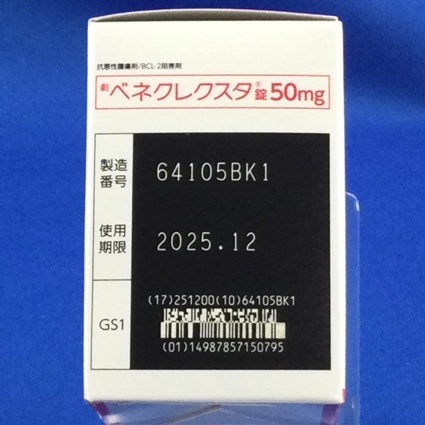 抗悪性腫瘍剤/BCL-2阻害剤
劇 ベネクレクスタ®錠50mg
製造番号 64105BK1
使用期限 2025.12
(17)251200(10)64105BK1
GS1
(01)14987857150795